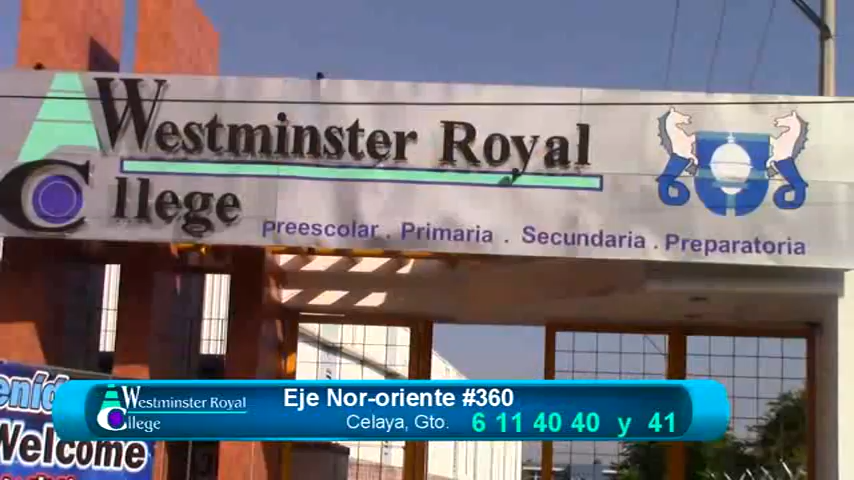 Westminster Royal
College
Preescolar . Primaria . Secundaria . Preparatoria
Welcome
Westminster Royal
College
Eje Nor-oriente #360
Celaya, Gto. 6 11 40 40 y 41